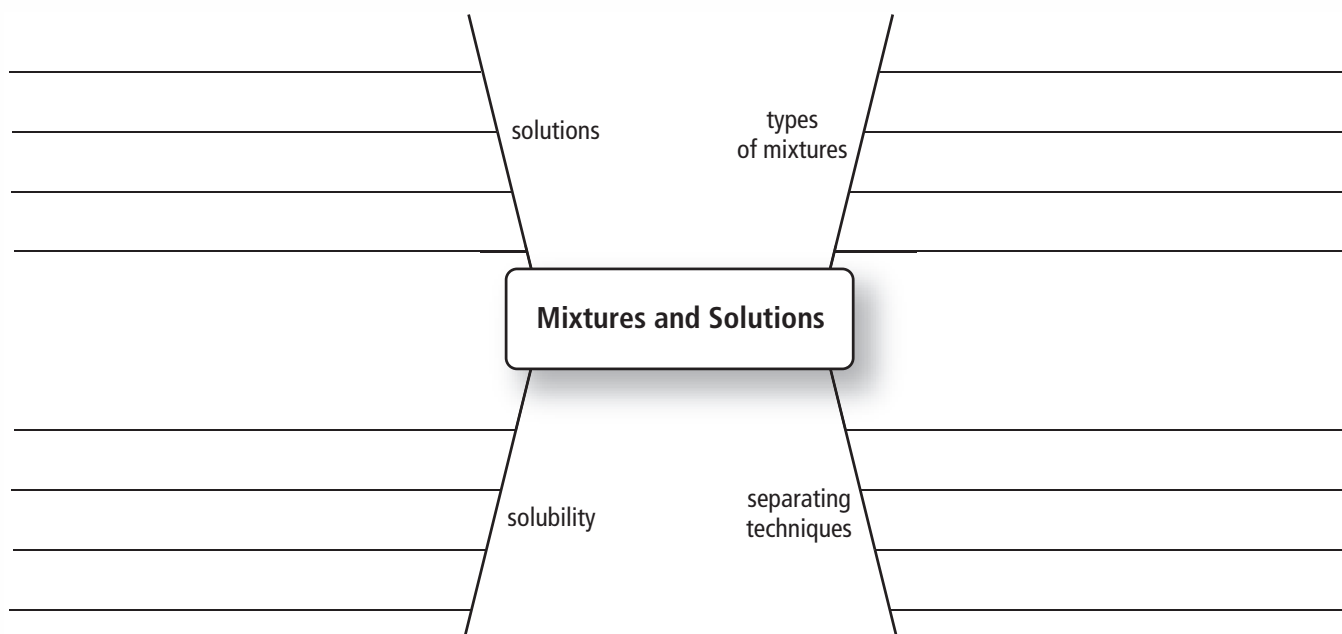 solutions
types
of mixtures
Mixtures and Solutions
solubility
separating
techniques